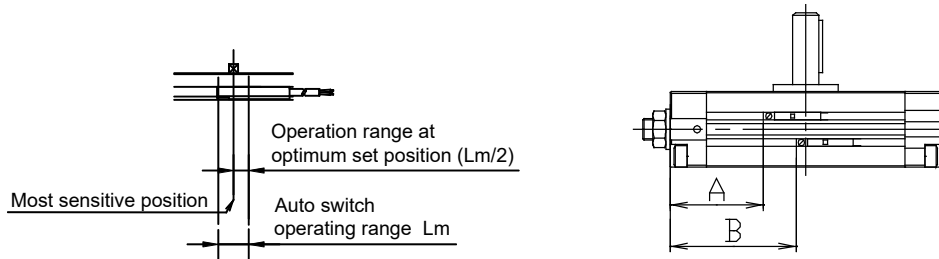 Operation range at
optimum set position (Lm/2)
Most sensitive position
Auto switch
operating range Lm
A
B